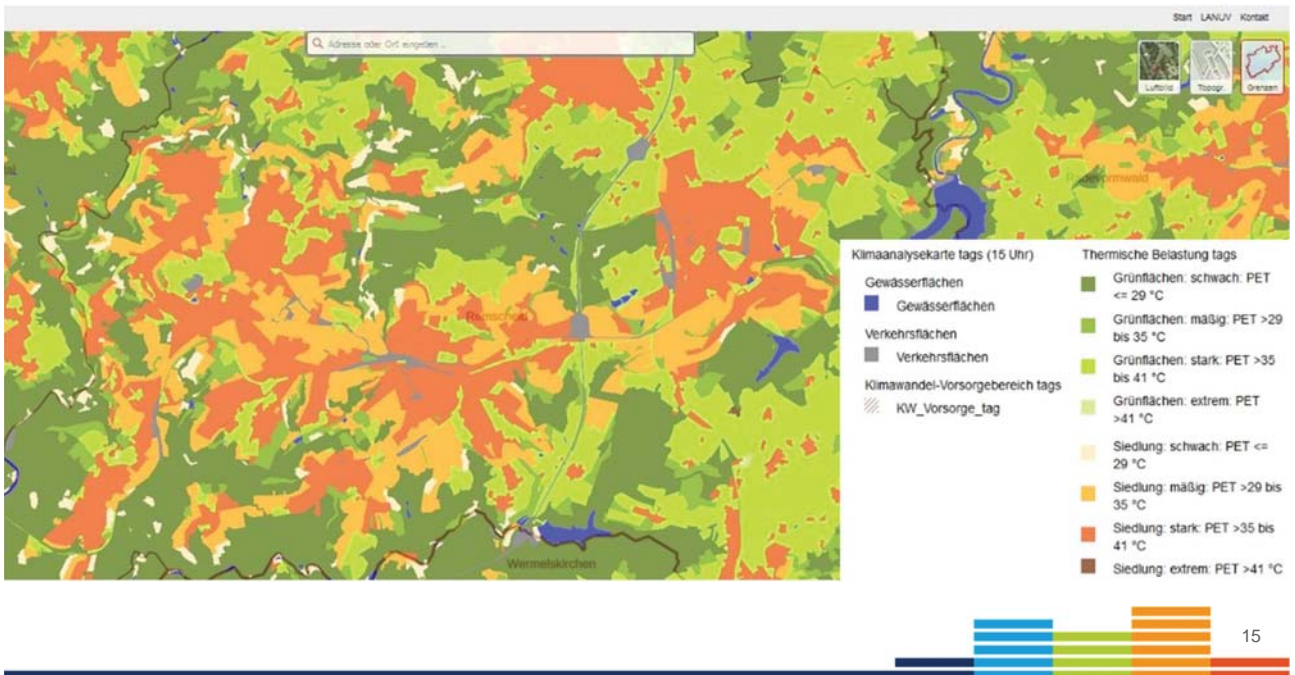 Start LANUV Kontakt
Adresse oder Ort eingeben ...
Luftbild Topogr. Grenzen
Radevormwald
Remscheid
Wermelskirchen
Klimaanalysekarte tags (15 Uhr)
Gewässerflächen
Gewässerflächen
Verkehrsflächen
Verkehrsflächen
Klimawandel-Vorsorgebereich tags
KW_Vorsorge_tag
Thermische Belastung tags
Grünflächen: schwach: PET
<= 29 °C
Grünflächen: mäßig: PET >29
bis 35 °C
Grünflächen: stark: PET >35
bis 41 °C
Grünflächen: extrem: PET
>41 °C
Siedlung: schwach: PET <=
29 °C
Siedlung: mäßig: PET >29 bis
35 °C
Siedlung: stark: PET >35 bis
41 °C
Siedlung: extrem: PET >41 °C
15